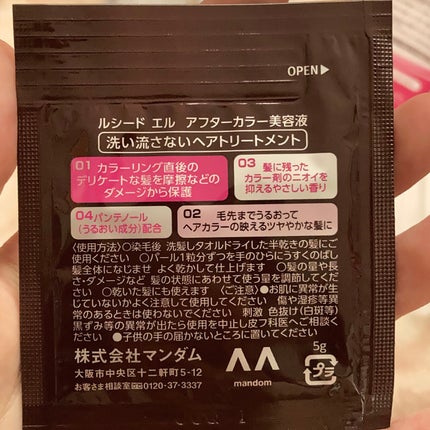 OPEN▶
ルシード エル アフターカラー美容液
洗い流さないヘアトリートメント
01 カラーリング直後の
デリケートな髪を摩擦などの
ダメージから保護
03 髪に残った
カラー剤のニオイを
抑えるやさしい香り
04 パンテノール
(うるおい成分)配合
02 毛先までうるおって
ヘアカラーの映えるツヤやかな髪に
〈使用方法〉○染毛後 洗髪しタオルドライした半乾きの髪にご
使用ください ○パール1粒分ずつを手のひらにうすくのばし
髪全体になじませ よく乾かして仕上げます ○髪の量や長
さ・ダメージなど 髪の状態にあわせて使う量を調節してくだ
さい ○乾いた髪にも使えます 〈ご注意〉●お肌に異常が生
じていないかよく注意して使用してください 傷や湿疹等異
常のあるときは使わないでください 刺激 色抜け(白斑等)
黒ずみ等の異常が出たら使用を中止し皮フ科医へご相談く
ださい ●子供の手の届かないところに置いてください
株式会社マンダム
大阪市中央区十二軒町5-12
お客さま相談室 0120-37-3337
mandom
5g
プラ